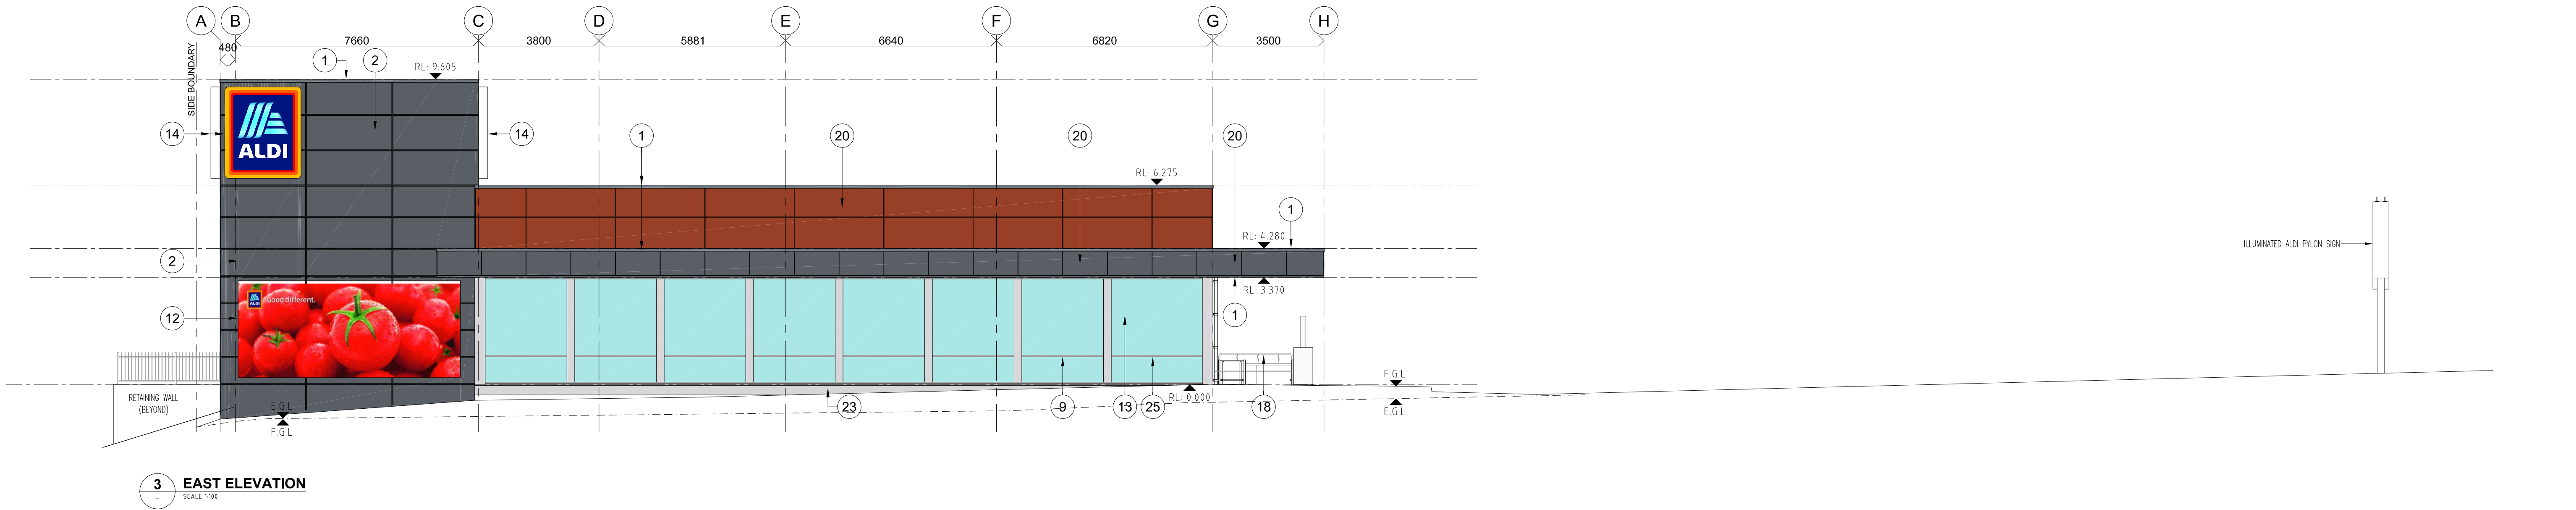 A B C D E F G H
480 7660 3800 5881 6640 6820 3500
SIDE BOUNDARY
1 2 RL: 9.605
14 ALDI 14 1 20 20 20
RL: 6.275
1
RL: 4.280
ILLUMINATED ALDI PYLON SIGN
2
RL: 3.370
ALDI Good different.
12 1
RETAINING WALL
(BEYOND)
F.G.L.
E.G.L. RL: 0.000
23 9 13 25 18 E.G.L.
F.G.L.
3 EAST ELEVATION
- SCALE 1:100